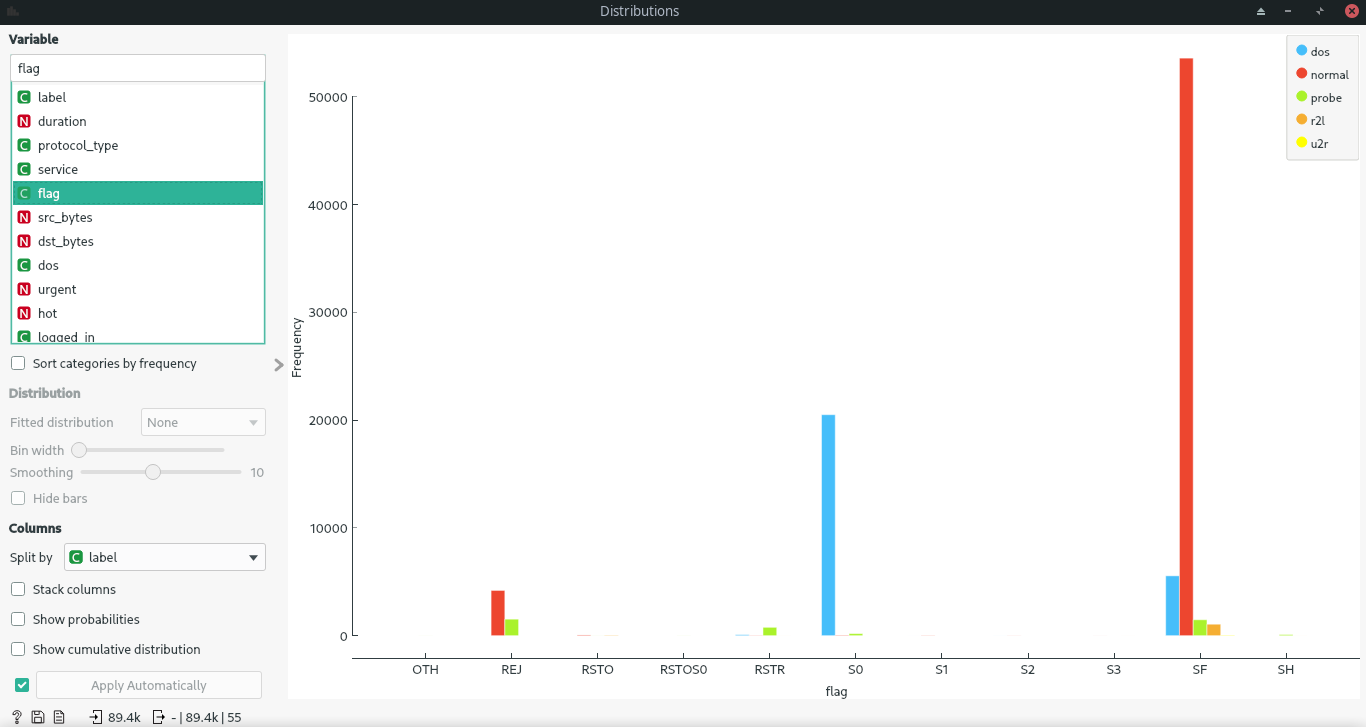 Distributions
Variable
flag
C label
N duration
C protocol_type
C service
C flag
N src_bytes
N dst_bytes
C dos
N urgent
N hot
C logged_in
Sort categories by frequency
Distribution
Fitted distribution None
Bin width
Smoothing 10
Hide bars
Columns
Split by C label
Stack columns
Show probabilities
Show cumulative distribution
Apply Automatically
? 89.4k - | 89.4k | 55
dos
normal
probe
r2l
u2r
50000
40000
30000
20000
10000
0
Frequency
OTH REJ RSTO RSTOS0 RSTR S0 S1 S2 S3 SF SH
flag